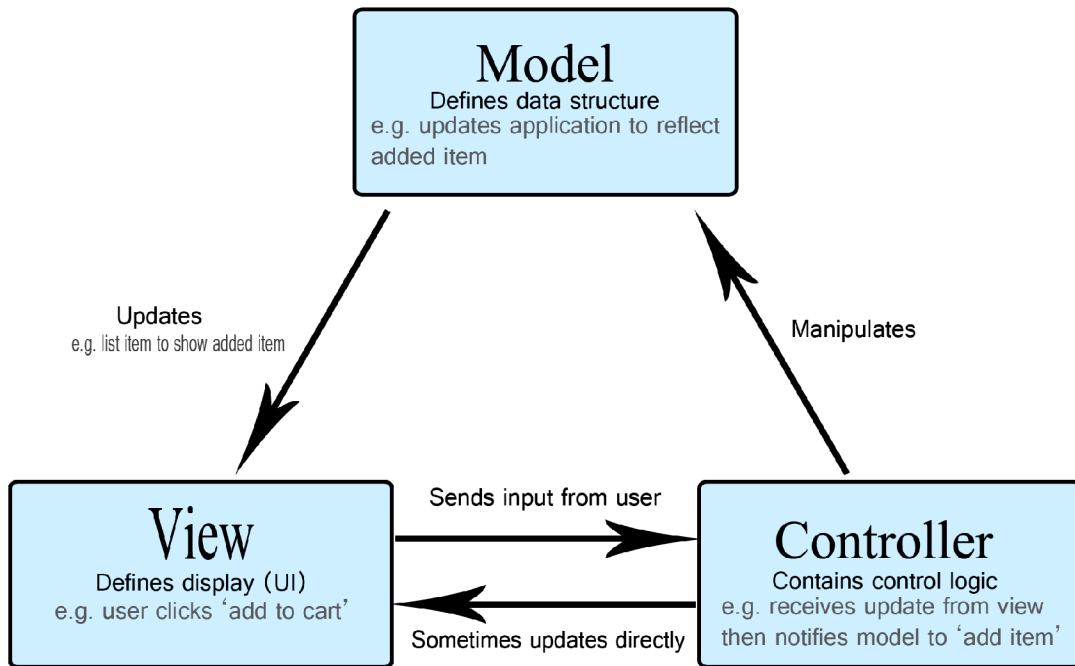 Model
Defines data structure
e.g. updates application to reflect
added item
Updates
e.g. list item to show added item
Manipulates
View
Defines display (UI)
e.g. user clicks ‘add to cart’
Sends input from user
Sometimes updates directly
Controller
Contains control logic
e.g. receives update from view
then notifies model to ‘add item’